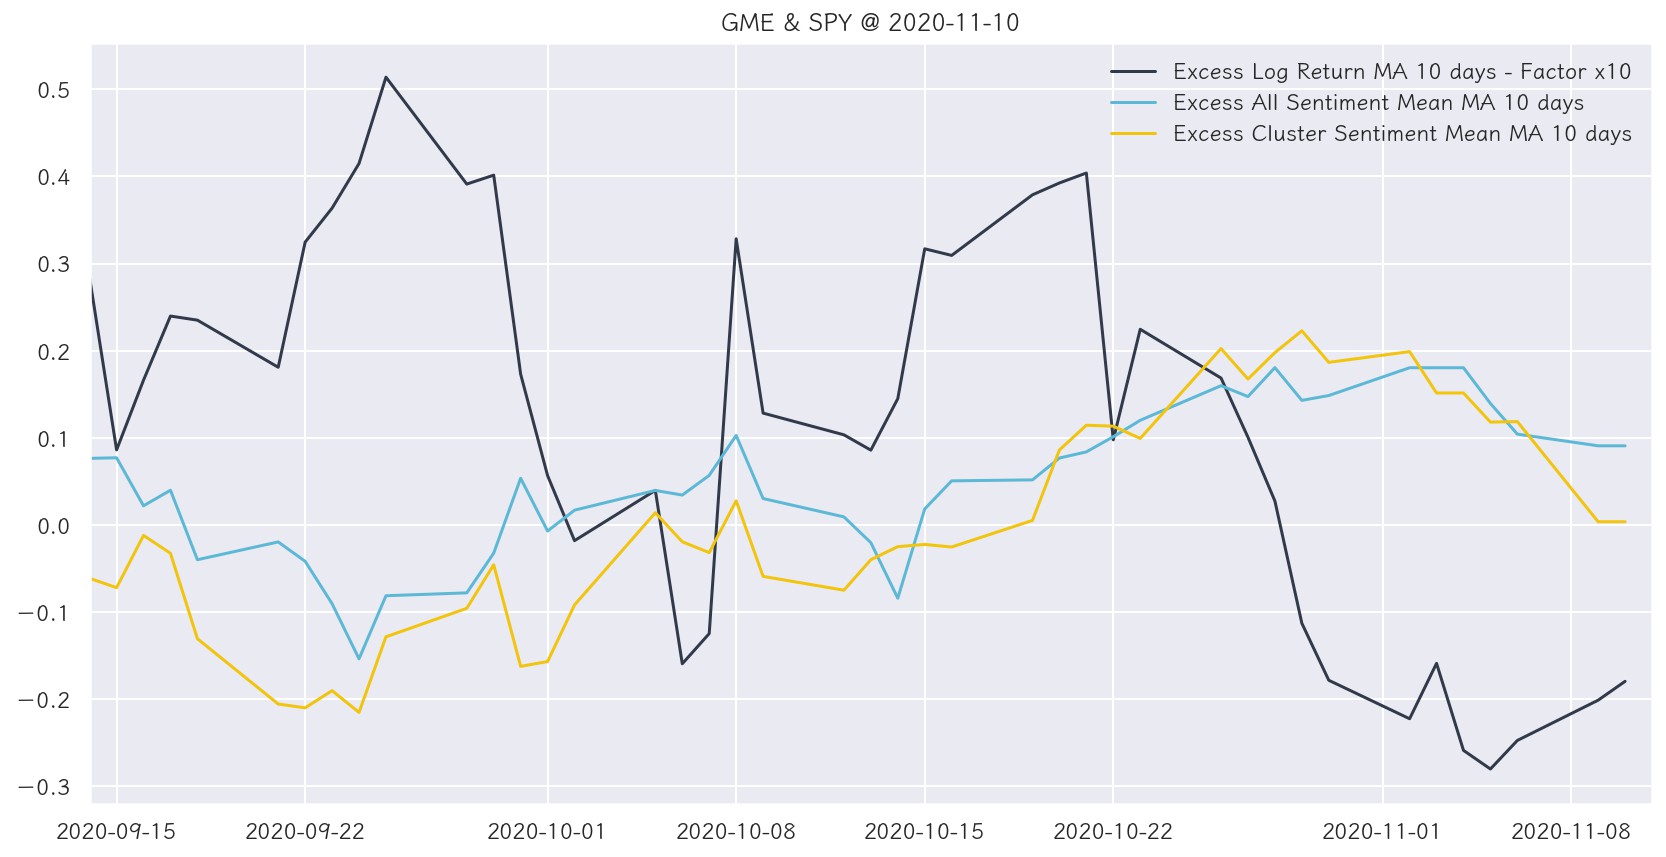 GME & SPY @ 2020-11-10
Excess Log Return MA 10 days - Factor x10
Excess All Sentiment Mean MA 10 days
Excess Cluster Sentiment Mean MA 10 days
0.5
0.4
0.3
0.2
0.1
0.0
−0.1
−0.2
−0.3
2020-09-15 2020-09-22 2020-10-01 2020-10-08 2020-10-15 2020-10-22 2020-11-01 2020-11-08